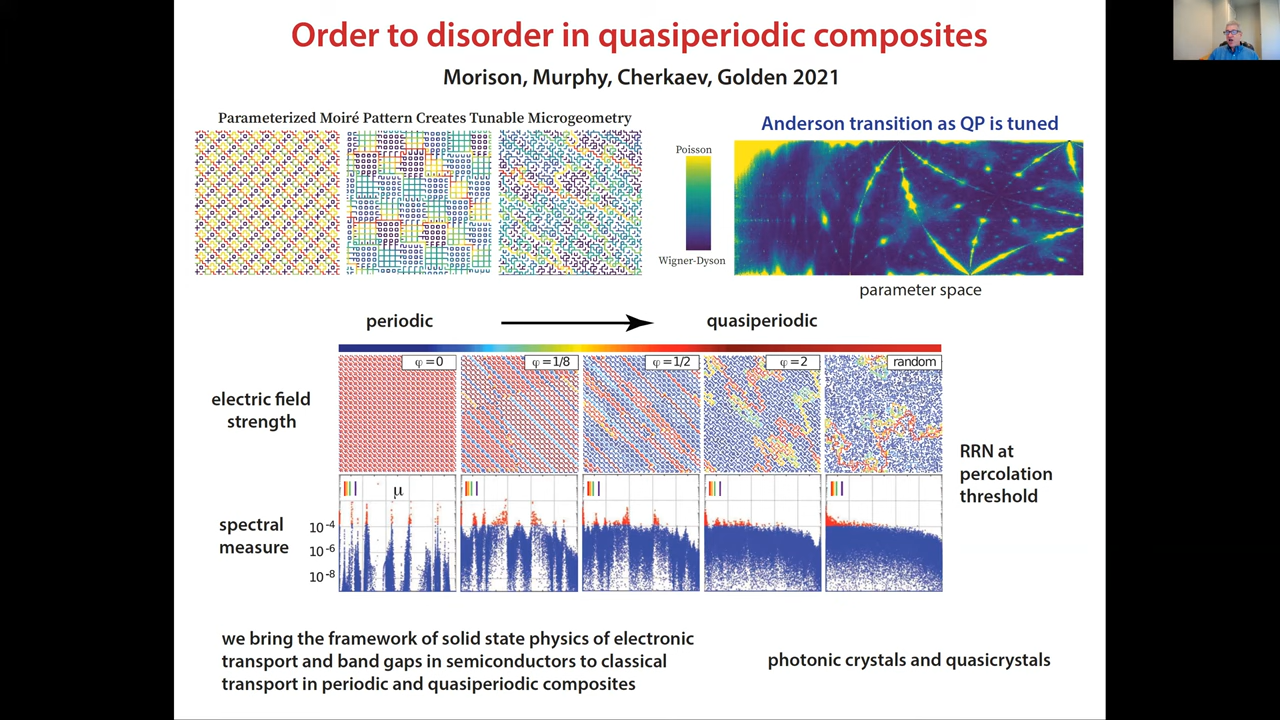 Order to disorder in quasiperiodic composites
Morison, Murphy, Cherkaev, Golden 2021
Parameterized Moiré Pattern Creates Tunable Microgeometry
Anderson transition as QP is tuned
Poisson
Wigner-Dyson
parameter space
periodic
quasiperiodic
φ=0
φ=1/8
φ=1/2
φ=2
random
electric field
strength
RRN at
percolation
threshold
μ
spectral
measure
10⁻⁴
10⁻⁶
10⁻⁸
we bring the framework of solid state physics of electronic
transport and band gaps in semiconductors to classical
transport in periodic and quasiperiodic composites
photonic crystals and quasicrystals